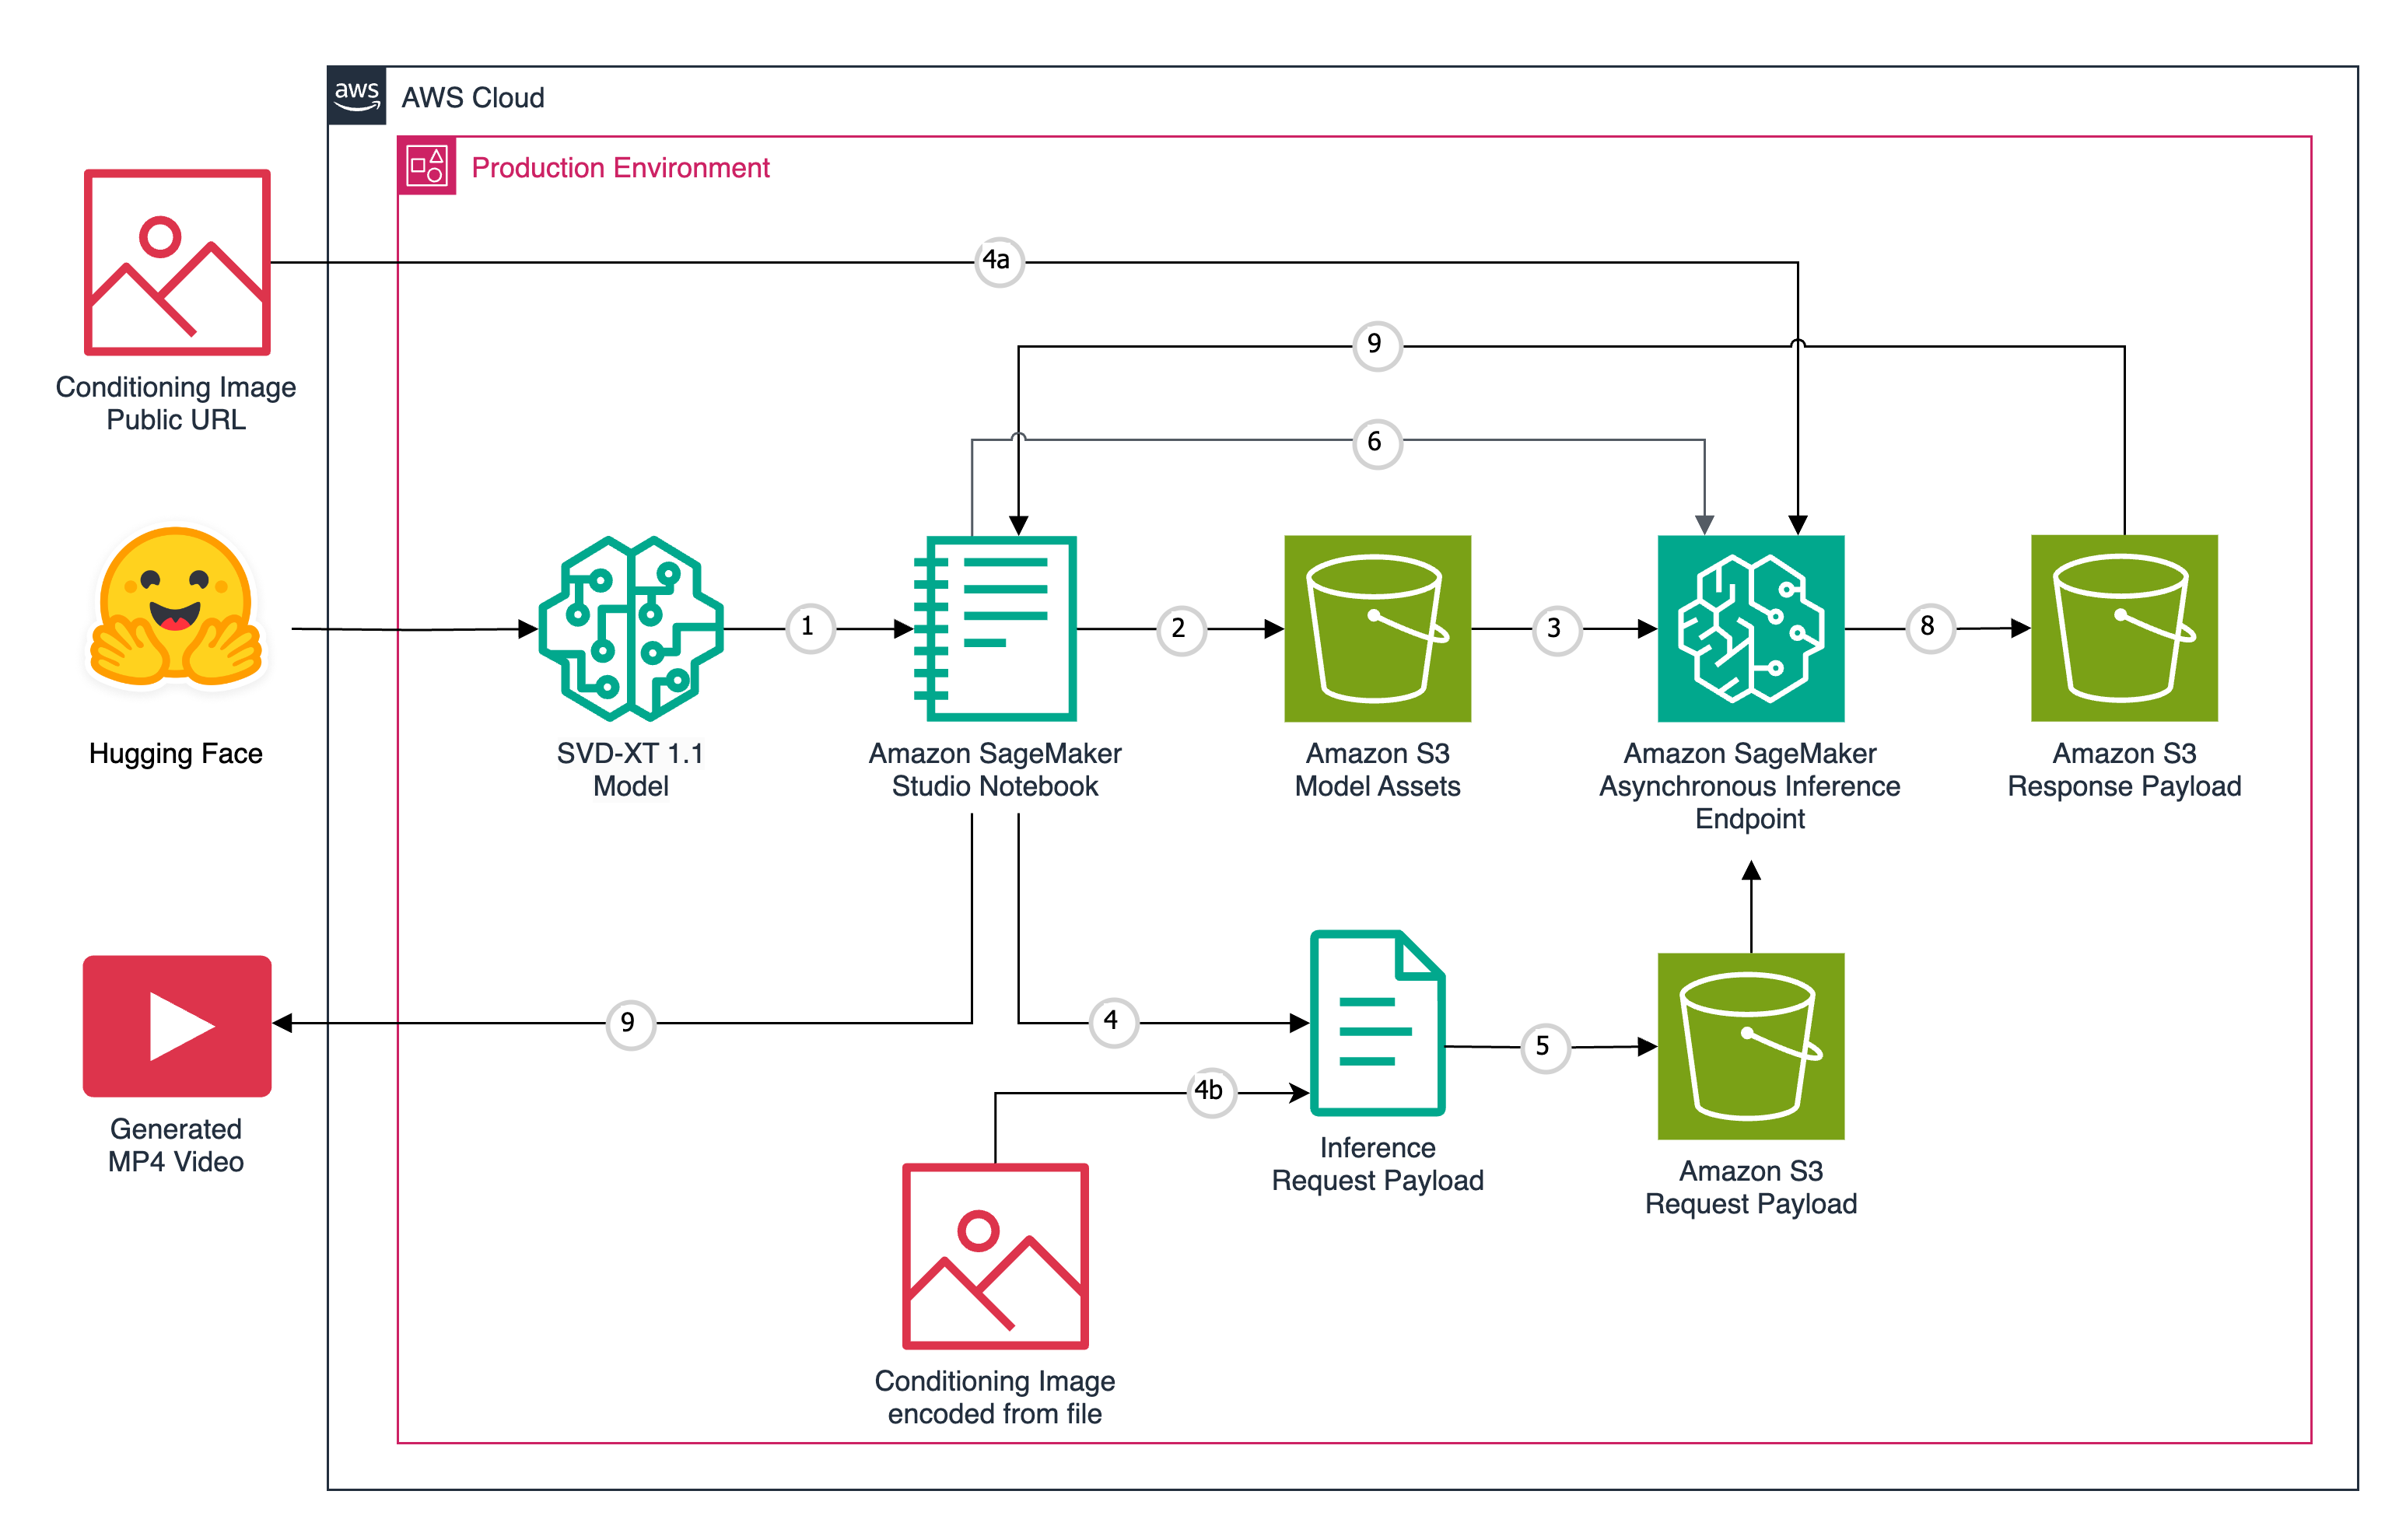 aws
AWS Cloud
Production Environment
4a
Conditioning Image
Public URL
9
6
1
2
3
8
Hugging Face
SVD-XT 1.1
Model
Amazon SageMaker
Studio Notebook
Amazon S3
Model Assets
Amazon SageMaker
Asynchronous Inference
Endpoint
Amazon S3
Response Payload
9
4
5
4b
Generated
MP4 Video
Inference
Request Payload
Amazon S3
Request Payload
Conditioning Image
encoded from file